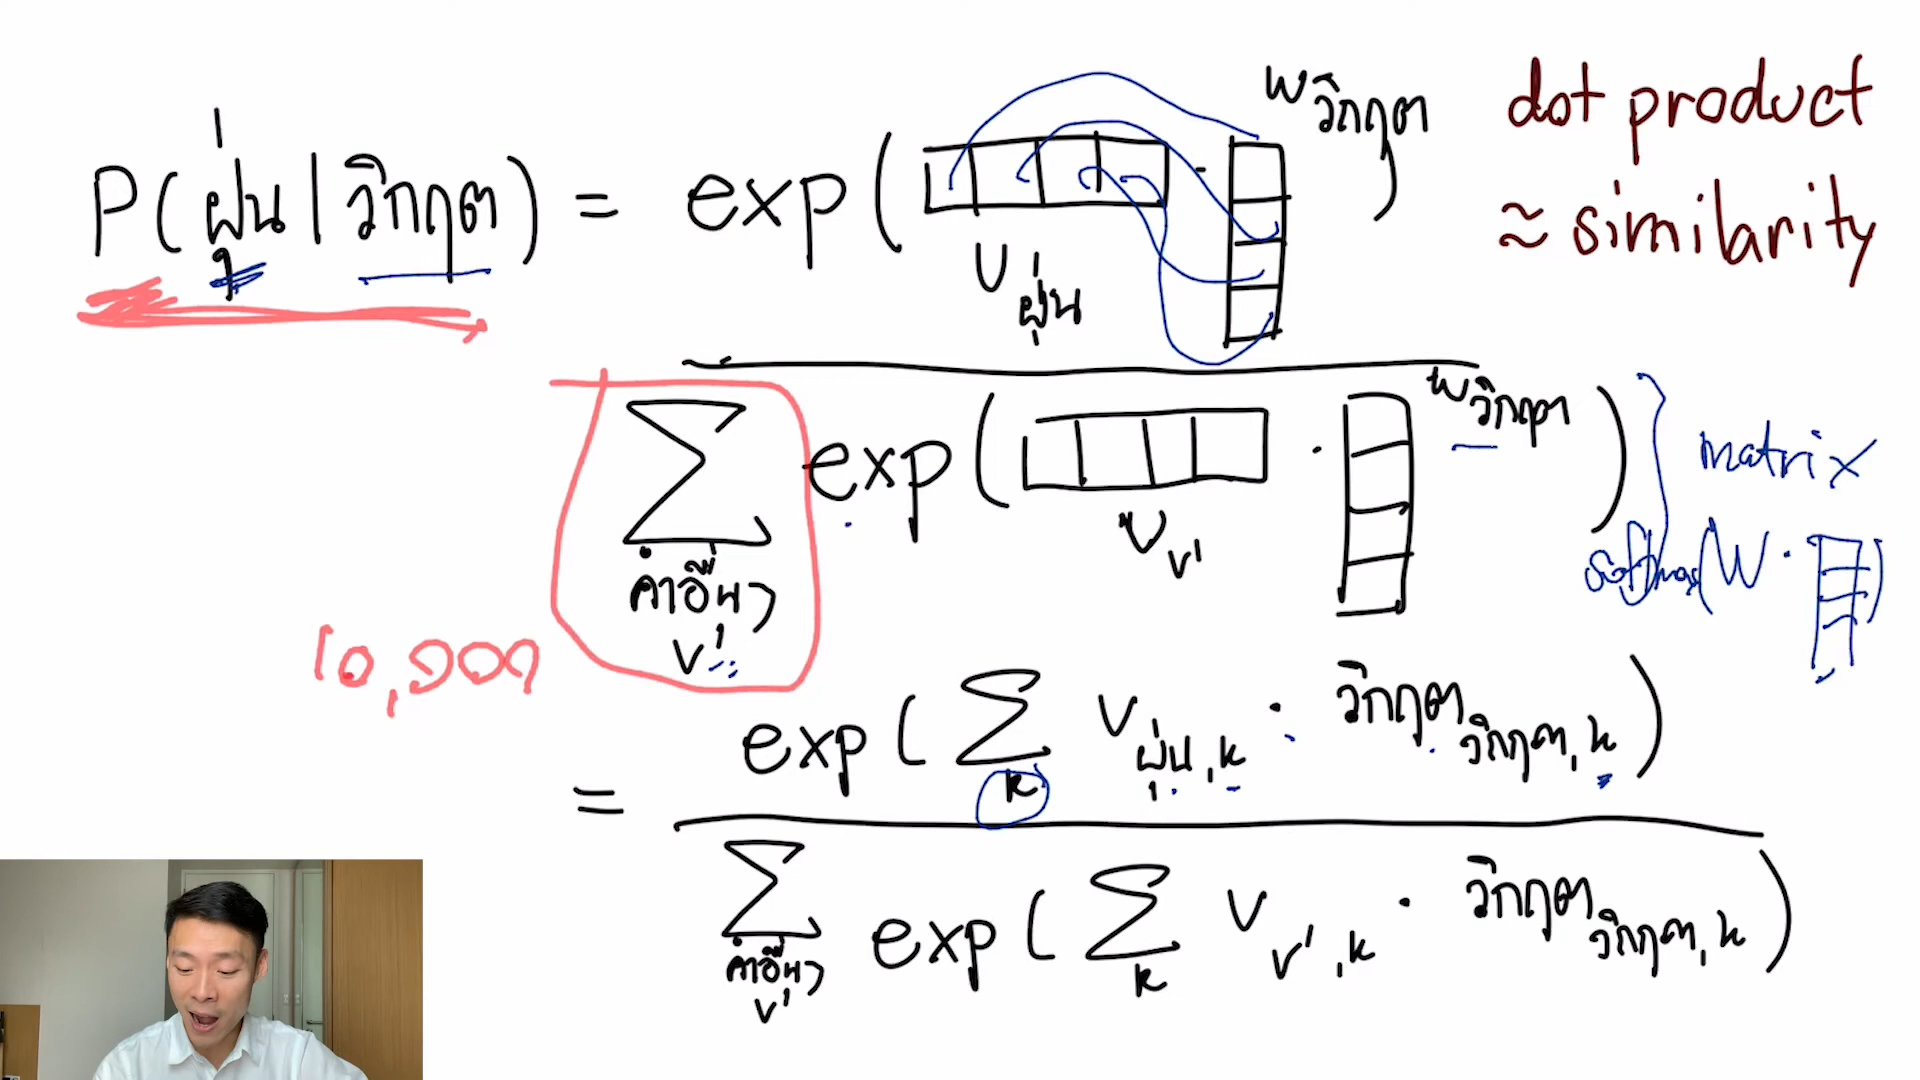 P(ฝุ่น | วิกฤต) = exp( V ฝุ่น · w วิกฤต )
dot product
≈ similarity
Σ คำอื่นๆ v' exp( V v' · w วิกฤต )
matrix
softmax(W · )
10,000
= exp( Σ k V ฝุ่น,k · วิกฤต วิกฤต,k )
Σ คำอื่นๆ v' exp( Σ k V v',k · วิกฤต วิกฤต,k )